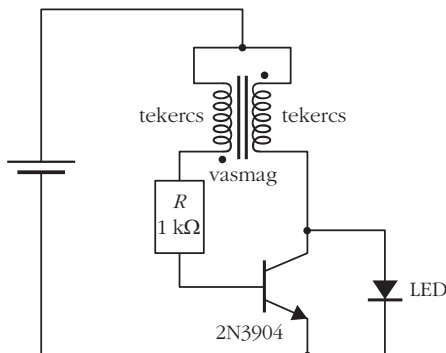 tekercs
tekercs
vasmag
R
1 kΩ
LED
2N3904